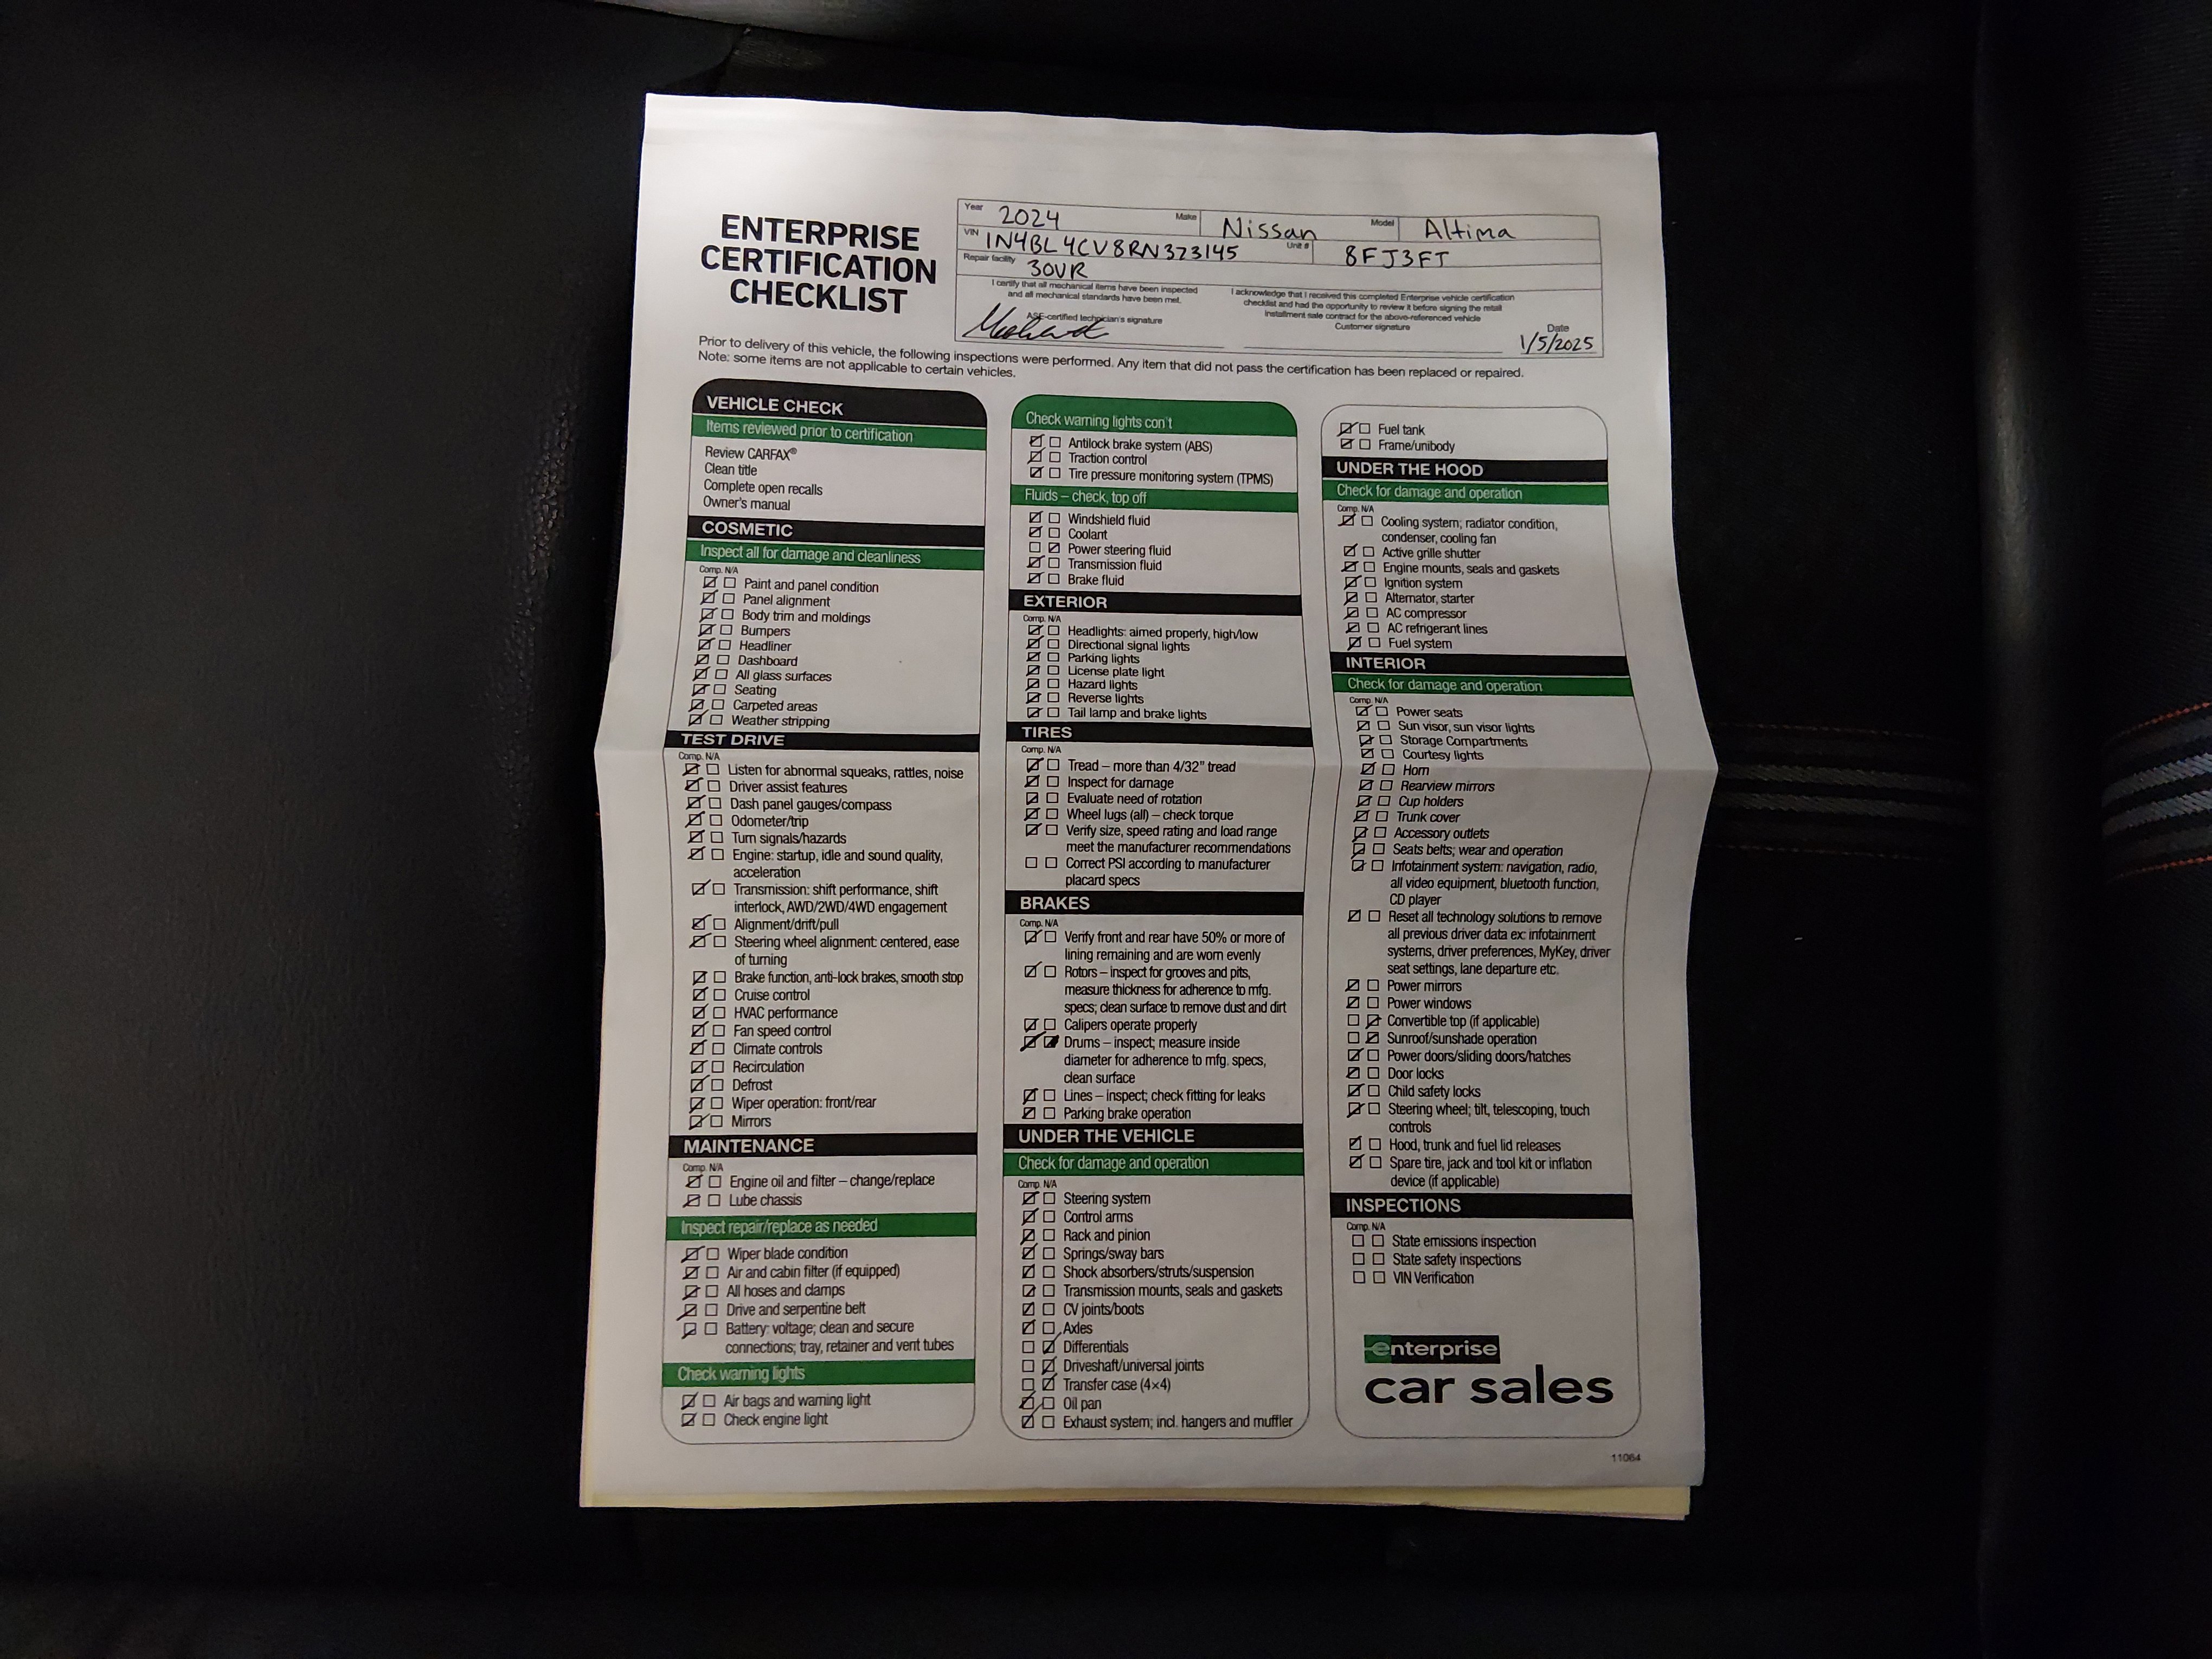 ENTERPRISE
CERTIFICATION
CHECKLIST
Year 2024 Make Nissan Model Altima
VIN 1N4BL4CV8RN323145 Unit # 8FJ3FT
Repair facility 30VR
I certify that all mechanical items have been inspected
and all mechanical standards have been met.
ASE-certified technician's signature
I acknowledge that I received this completed Enterprise vehicle certification
checklist and had the opportunity to review it before signing the retail
installment sale contract for the above-referenced vehicle
Customer signature
Date
1/5/2025
Prior to delivery of this vehicle, the following inspections were performed. Any item that did not pass the certification has been replaced or repaired.
Note: some items are not applicable to certain vehicles.
VEHICLE CHECK
Items reviewed prior to certification
Review CARFAX®
Clean title
Complete open recalls
Owner's manual
COSMETIC
Inspect all for damage and cleanliness
Comp. N/A
Paint and panel condition
Panel alignment
Body trim and moldings
Bumpers
Headliner
Dashboard
All glass surfaces
Seating
Carpeted areas
Weather stripping
TEST DRIVE
Comp. N/A
Listen for abnormal squeaks, rattles, noise
Driver assist features
Dash panel gauges/compass
Odometer/trip
Turn signals/hazards
Engine: startup, idle and sound quality,
acceleration
Transmission: shift performance, shift
interlock, AWD/2WD/4WD engagement
Alignment/drift/pull
Steering wheel alignment: centered, ease
of turning
Brake function, anti-lock brakes, smooth stop
Cruise control
HVAC performance
Fan speed control
Climate controls
Recirculation
Defrost
Wiper operation: front/rear
Mirrors
MAINTENANCE
Comp. N/A
Engine oil and filter – change/replace
Lube chassis
Inspect repair/replace as needed
Wiper blade condition
Air and cabin filter (if equipped)
All hoses and clamps
Drive and serpentine belt
Battery: voltage; clean and secure
connections; tray, retainer and vent tubes
Check warning lights
Air bags and warning light
Check engine light
Check warning lights con't
Antilock brake system (ABS)
Traction control
Tire pressure monitoring system (TPMS)
Fluids – check, top off
Windshield fluid
Coolant
Power steering fluid
Transmission fluid
Brake fluid
EXTERIOR
Comp. N/A
Headlights: aimed properly, high/low
Directional signal lights
Parking lights
License plate light
Hazard lights
Reverse lights
Tail lamp and brake lights
TIRES
Comp. N/A
Tread – more than 4/32" tread
Inspect for damage
Evaluate need of rotation
Wheel lugs (all) – check torque
Verify size, speed rating and load range
meet the manufacturer recommendations
Correct PSI according to manufacturer
placard specs
BRAKES
Comp. N/A
Verify front and rear have 50% or more of
lining remaining and are worn evenly
Rotors – inspect for grooves and pits,
measure thickness for adherence to mfg.
specs; clean surface to remove dust and dirt
Calipers operate properly
Drums – inspect; measure inside
diameter for adherence to mfg. specs,
clean surface
Lines – inspect; check fitting for leaks
Parking brake operation
UNDER THE VEHICLE
Check for damage and operation
Comp. N/A
Steering system
Control arms
Rack and pinion
Springs/sway bars
Shock absorbers/struts/suspension
Transmission mounts, seals and gaskets
CV joints/boots
Axles
Differentials
Driveshaft/universal joints
Transfer case (4×4)
Oil pan
Exhaust system; incl. hangers and muffler
Fuel tank
Frame/unibody
UNDER THE HOOD
Check for damage and operation
Comp. N/A
Cooling system; radiator condition,
condenser, cooling fan
Active grille shutter
Engine mounts, seals and gaskets
Ignition system
Alternator, starter
AC compressor
AC refrigerant lines
Fuel system
INTERIOR
Check for damage and operation
Comp. N/A
Power seats
Sun visor, sun visor lights
Storage Compartments
Courtesy lights
Horn
Rearview mirrors
Cup holders
Trunk cover
Accessory outlets
Seats belts; wear and operation
Infotainment system: navigation, radio,
all video equipment, bluetooth function,
CD player
Reset all technology solutions to remove
all previous driver data ex: infotainment
systems, driver preferences, MyKey, driver
seat settings, lane departure etc.
Power mirrors
Power windows
Convertible top (if applicable)
Sunroof/sunshade operation
Power doors/sliding doors/hatches
Door locks
Child safety locks
Steering wheel; tilt, telescoping, touch
controls
Hood, trunk and fuel lid releases
Spare tire, jack and tool kit or inflation
device (if applicable)
INSPECTIONS
Comp. N/A
State emissions inspection
State safety inspections
VIN Verification
enterprise
car sales
11064